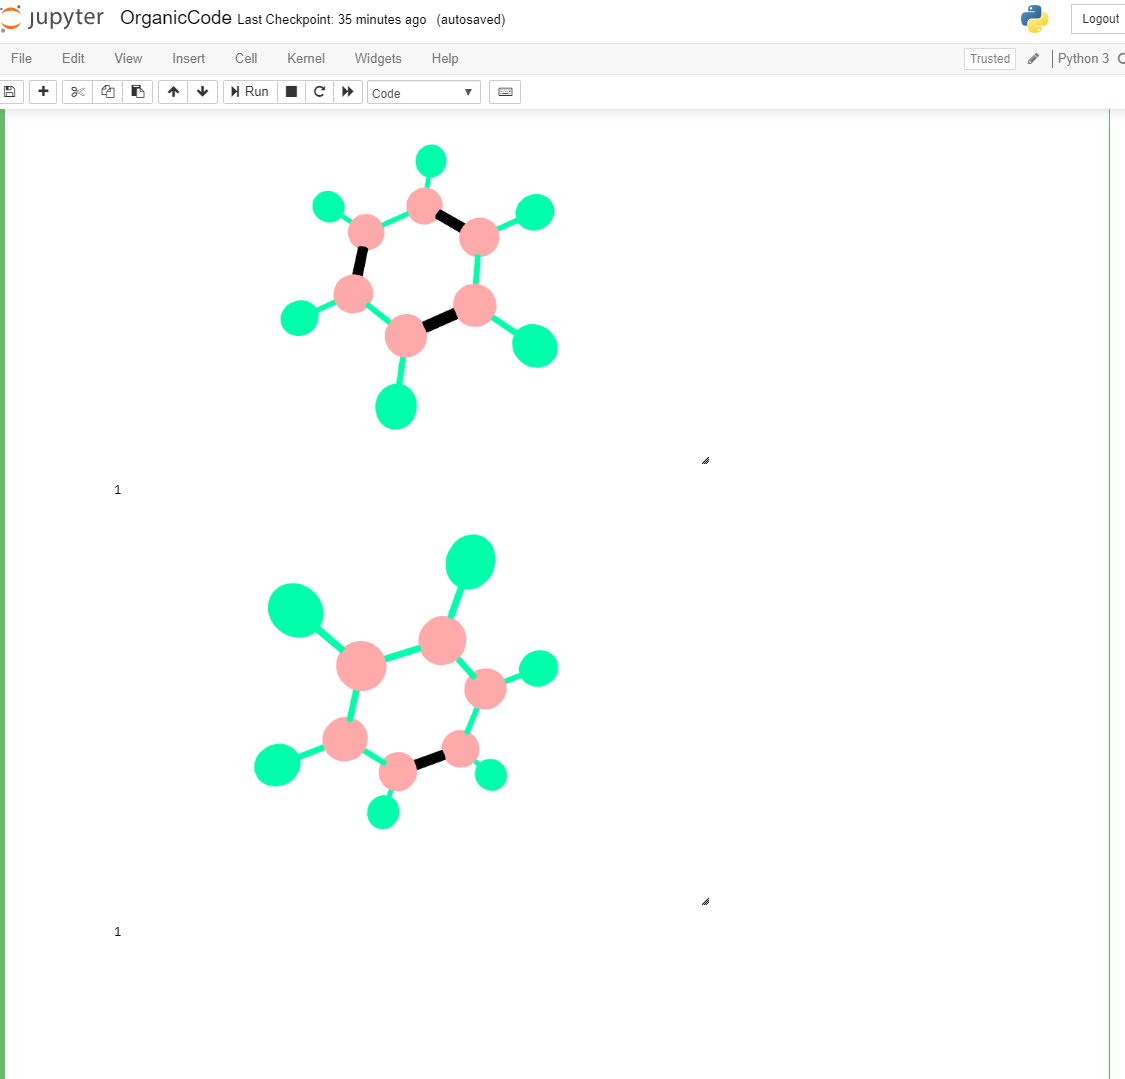 jupyter OrganicCode Last Checkpoint: 35 minutes ago (autosaved) Logout
File Edit View Insert Cell Kernel Widgets Help Trusted Python 3
Run Code
1
1